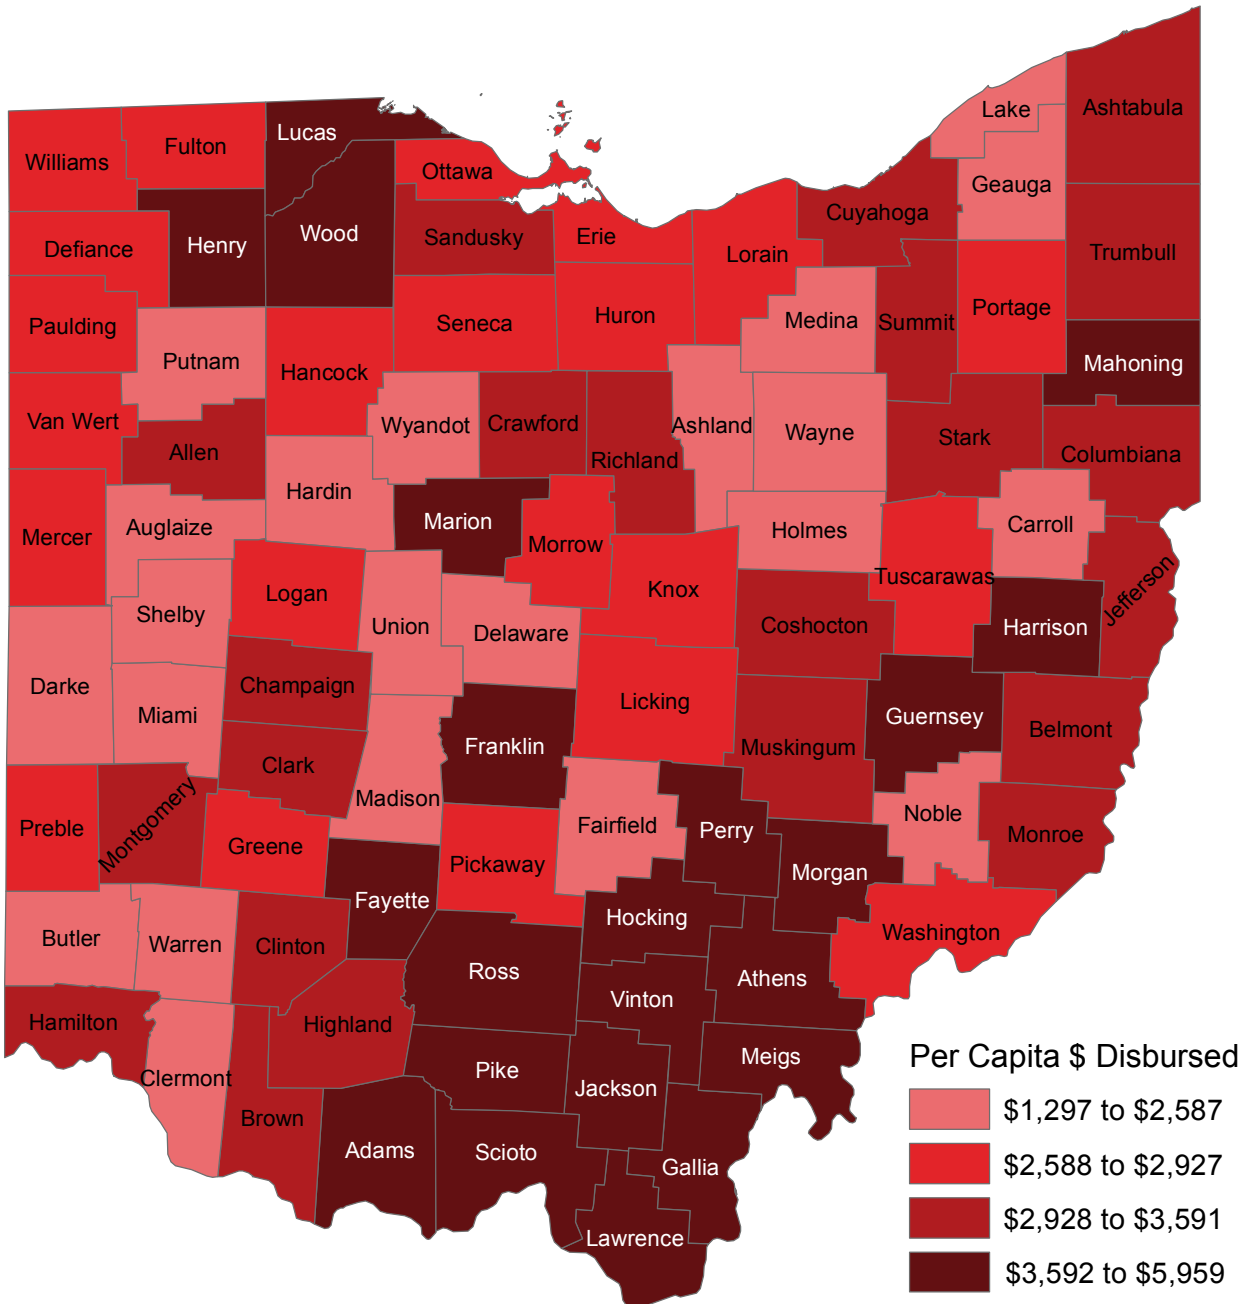 Lake
Ashtabula
Lucas
Fulton
Williams
Ottawa
Geauga
Cuyahoga
Wood
Henry
Sandusky
Erie
Defiance
Lorain
Trumbull
Portage
Huron
Medina
Summit
Seneca
Paulding
Putnam
Mahoning
Hancock
Van Wert
Wyandot
Crawford
Ashland
Wayne
Stark
Allen
Richland
Columbiana
Hardin
Marion
Auglaize
Carroll
Holmes
Mercer
Morrow
Tuscarawas
Jefferson
Knox
Logan
Shelby
Union
Delaware
Coshocton
Harrison
Darke
Champaign
Licking
Miami
Guernsey
Belmont
Franklin
Muskingum
Clark
Madison
Noble
Montgomery
Preble
Fairfield
Perry
Monroe
Greene
Pickaway
Morgan
Fayette
Hocking
Washington
Butler
Warren
Clinton
Ross
Athens
Vinton
Hamilton
Highland
Meigs
Pike
Clermont
Jackson
Brown
Adams
Scioto
Gallia
Lawrence
Per Capita $ Disbursed
$1,297 to $2,587
$2,588 to $2,927
$2,928 to $3,591
$3,592 to $5,959